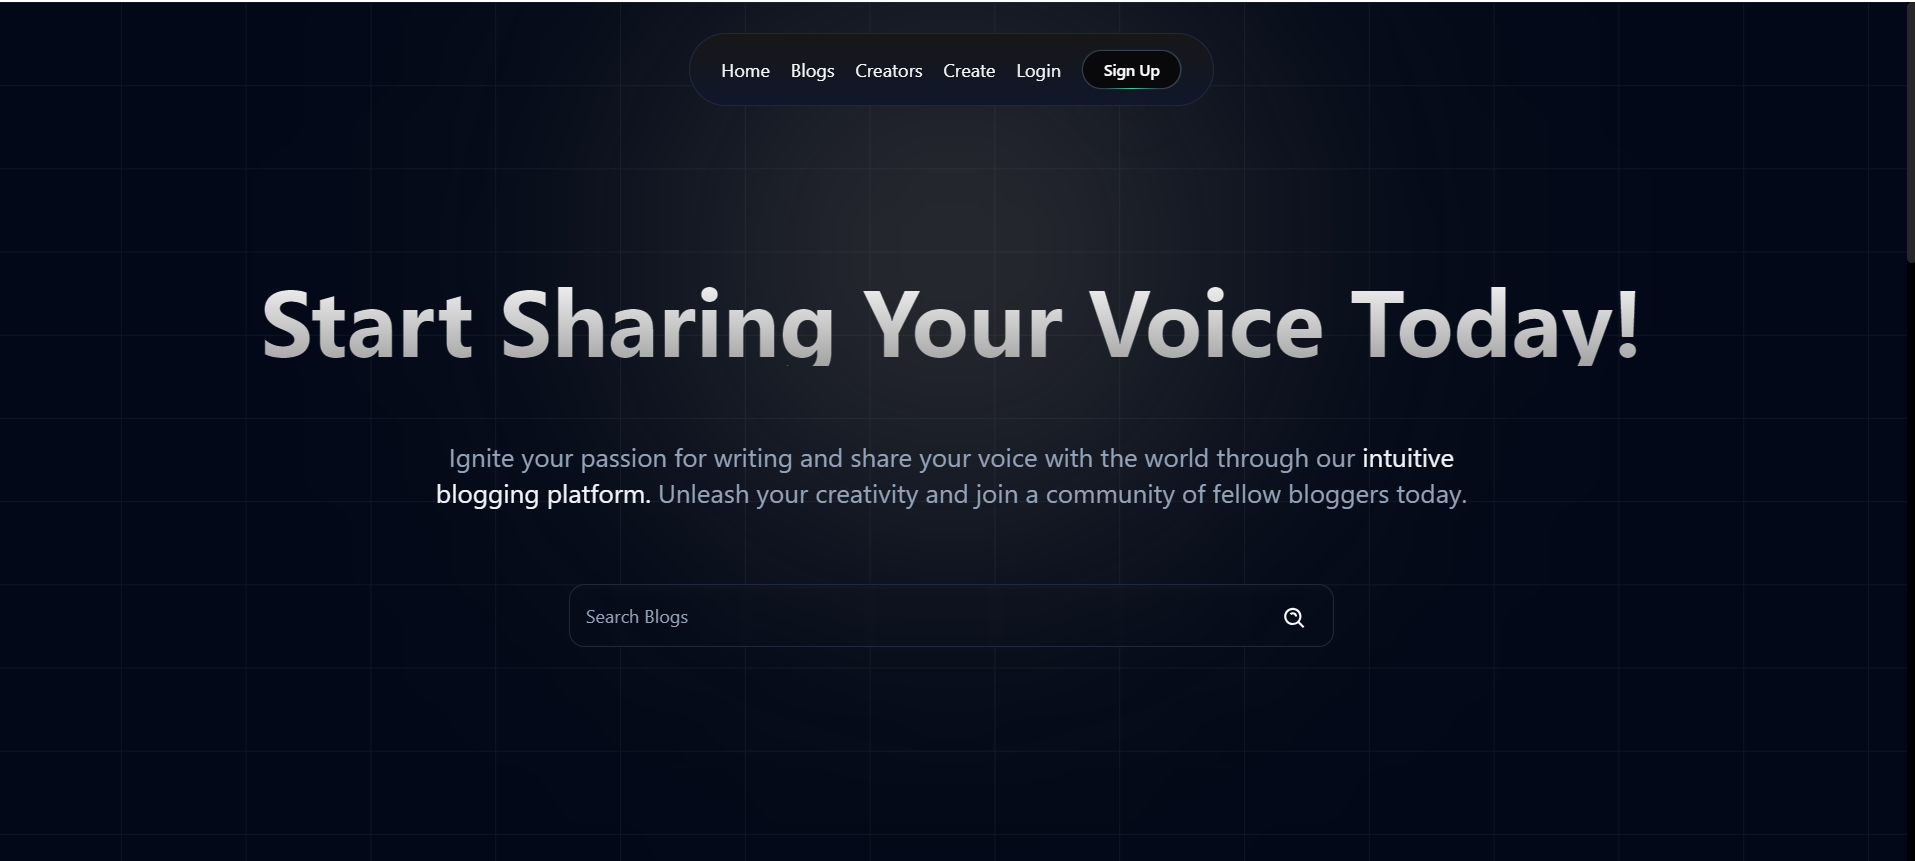 Home Blogs Creators Create Login Sign Up
Start Sharing Your Voice Today!
Ignite your passion for writing and share your voice with the world through our intuitive
blogging platform. Unleash your creativity and join a community of fellow bloggers today.
Search Blogs